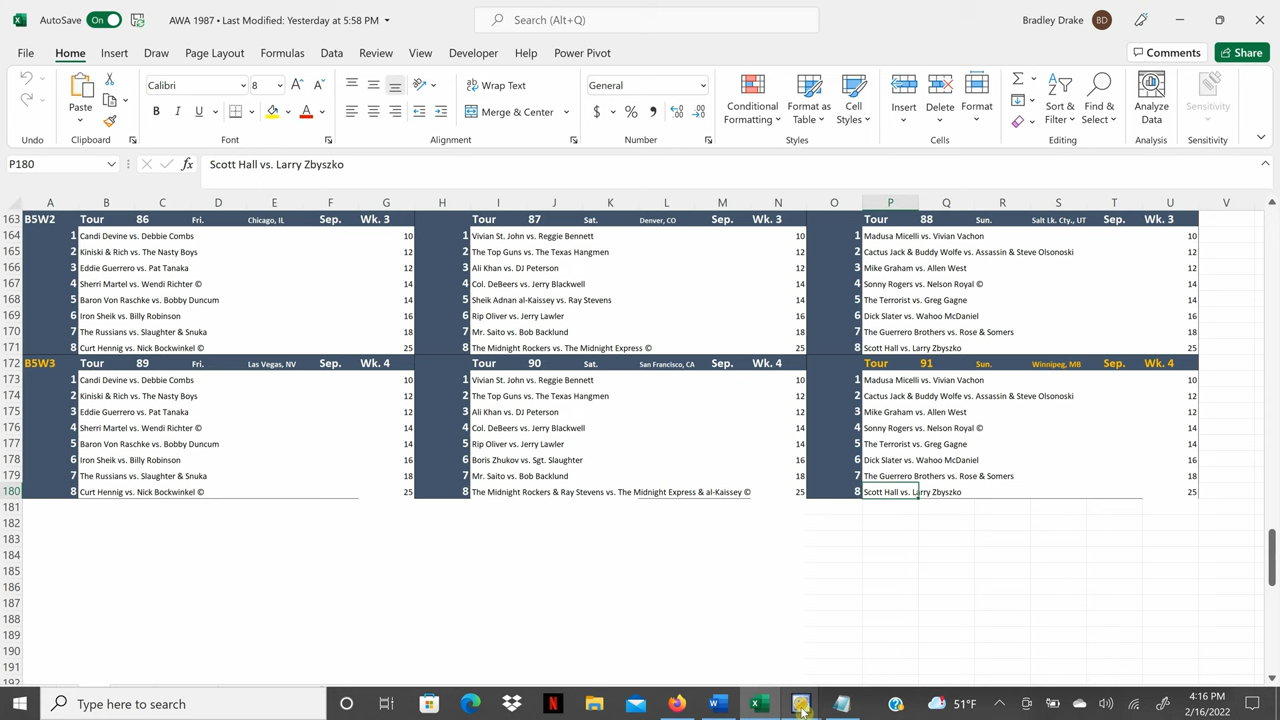 AutoSave On AWA 1987 • Last Modified: Yesterday at 5:58 PM Search (Alt+Q) Bradley Drake BD
File Home Insert Draw Page Layout Formulas Data Review View Developer Help Power Pivot Comments Share
Calibri 8 Wrap Text General
Paste B I U Merge & Center $ % Conditional Formatting Format as Table Cell Styles Insert Delete Format Sort & Filter Find & Select Analyze Data Sensitivity
Undo Clipboard Font Alignment Number Styles Cells Editing Analysis Sensitivity
P180 fx Scott Hall vs. Larry Zbyszko
A B C D E F G H I J K L M N O P Q R S T U V
163 B5W2 Tour 86 Fri. Chicago, IL Sep. Wk. 3 Tour 87 Sat. Denver, CO Sep. Wk. 3 Tour 88 Sun. Salt Lk. Cty., UT Sep. Wk. 3
164 1 Candi Devine vs. Debbie Combs 10 1 Vivian St. John vs. Reggie Bennett 10 1 Madusa Micelli vs. Vivian Vachon 10
165 2 Kiniski & Rich vs. The Nasty Boys 12 2 The Top Guns vs. The Texas Hangmen 12 2 Cactus Jack & Buddy Wolfe vs. Assassin & Steve Olsonoski 12
166 3 Eddie Guerrero vs. Pat Tanaka 12 3 Ali Khan vs. DJ Peterson 12 3 Mike Graham vs. Allen West 12
167 4 Sherri Martel vs. Wendi Richter © 14 4 Col. DeBeers vs. Jerry Blackwell 14 4 Sonny Rogers vs. Nelson Royal © 14
168 5 Baron Von Raschke vs. Bobby Duncum 14 5 Sheik Adnan al-Kaissey vs. Ray Stevens 14 5 The Terrorist vs. Greg Gagne 14
169 6 Iron Sheik vs. Billy Robinson 16 6 Rip Oliver vs. Jerry Lawler 16 6 Dick Slater vs. Wahoo McDaniel 16
170 7 The Russians vs. Slaughter & Snuka 18 7 Mr. Saito vs. Bob Backlund 18 7 The Guerrero Brothers vs. Rose & Somers 18
171 8 Curt Hennig vs. Nick Bockwinkel © 25 8 The Midnight Rockers vs. The Midnight Express © 25 8 Scott Hall vs. Larry Zbyszko 25
172 B5W3 Tour 89 Fri. Las Vegas, NV Sep. Wk. 4 Tour 90 Sat. San Francisco, CA Sep. Wk. 4 Tour 91 Sun. Winnipeg, MB Sep. Wk. 4
173 1 Candi Devine vs. Debbie Combs 10 1 Vivian St. John vs. Reggie Bennett 10 1 Madusa Micelli vs. Vivian Vachon 10
174 2 Kiniski & Rich vs. The Nasty Boys 12 2 The Top Guns vs. The Texas Hangmen 12 2 Cactus Jack & Buddy Wolfe vs. Assassin & Steve Olsonoski 12
175 3 Eddie Guerrero vs. Pat Tanaka 12 3 Ali Khan vs. DJ Peterson 12 3 Mike Graham vs. Allen West 12
176 4 Sherri Martel vs. Wendi Richter © 14 4 Col. DeBeers vs. Jerry Blackwell 14 4 Sonny Rogers vs. Nelson Royal © 14
177 5 Baron Von Raschke vs. Bobby Duncum 14 5 Rip Oliver vs. Jerry Lawler 14 5 The Terrorist vs. Greg Gagne 14
178 6 Iron Sheik vs. Billy Robinson 16 6 Boris Zhukov vs. Sgt. Slaughter 16 6 Dick Slater vs. Wahoo McDaniel 16
179 7 The Russians vs. Slaughter & Snuka 18 7 Mr. Saito vs. Bob Backlund 18 7 The Guerrero Brothers vs. Rose & Somers 18
180 8 Curt Hennig vs. Nick Bockwinkel © 25 8 The Midnight Rockers & Ray Stevens vs. The Midnight Express & al-Kaissey © 25 8 Scott Hall vs. Larry Zbyszko 25
181
182
183
184
185
186
187
188
189
190
191
Type here to search 51°F 4:16 PM
2/16/2022